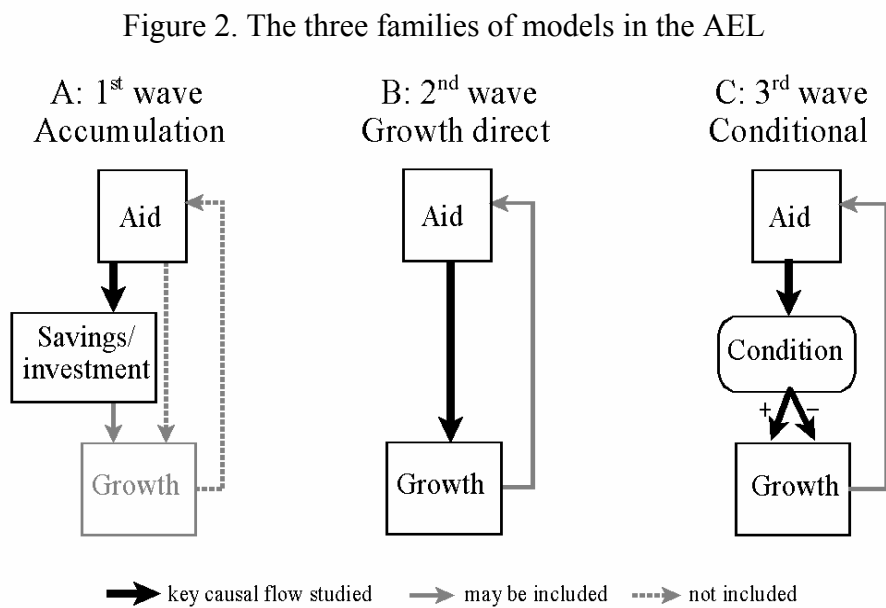 Figure 2. The three families of models in the AEL
A: 1st wave
Accumulation
Aid
Savings/
investment
Growth
B: 2nd wave
Growth direct
Aid
Growth
C: 3rd wave
Conditional
Aid
Condition
+ −
Growth
key causal flow studied
may be included
not included